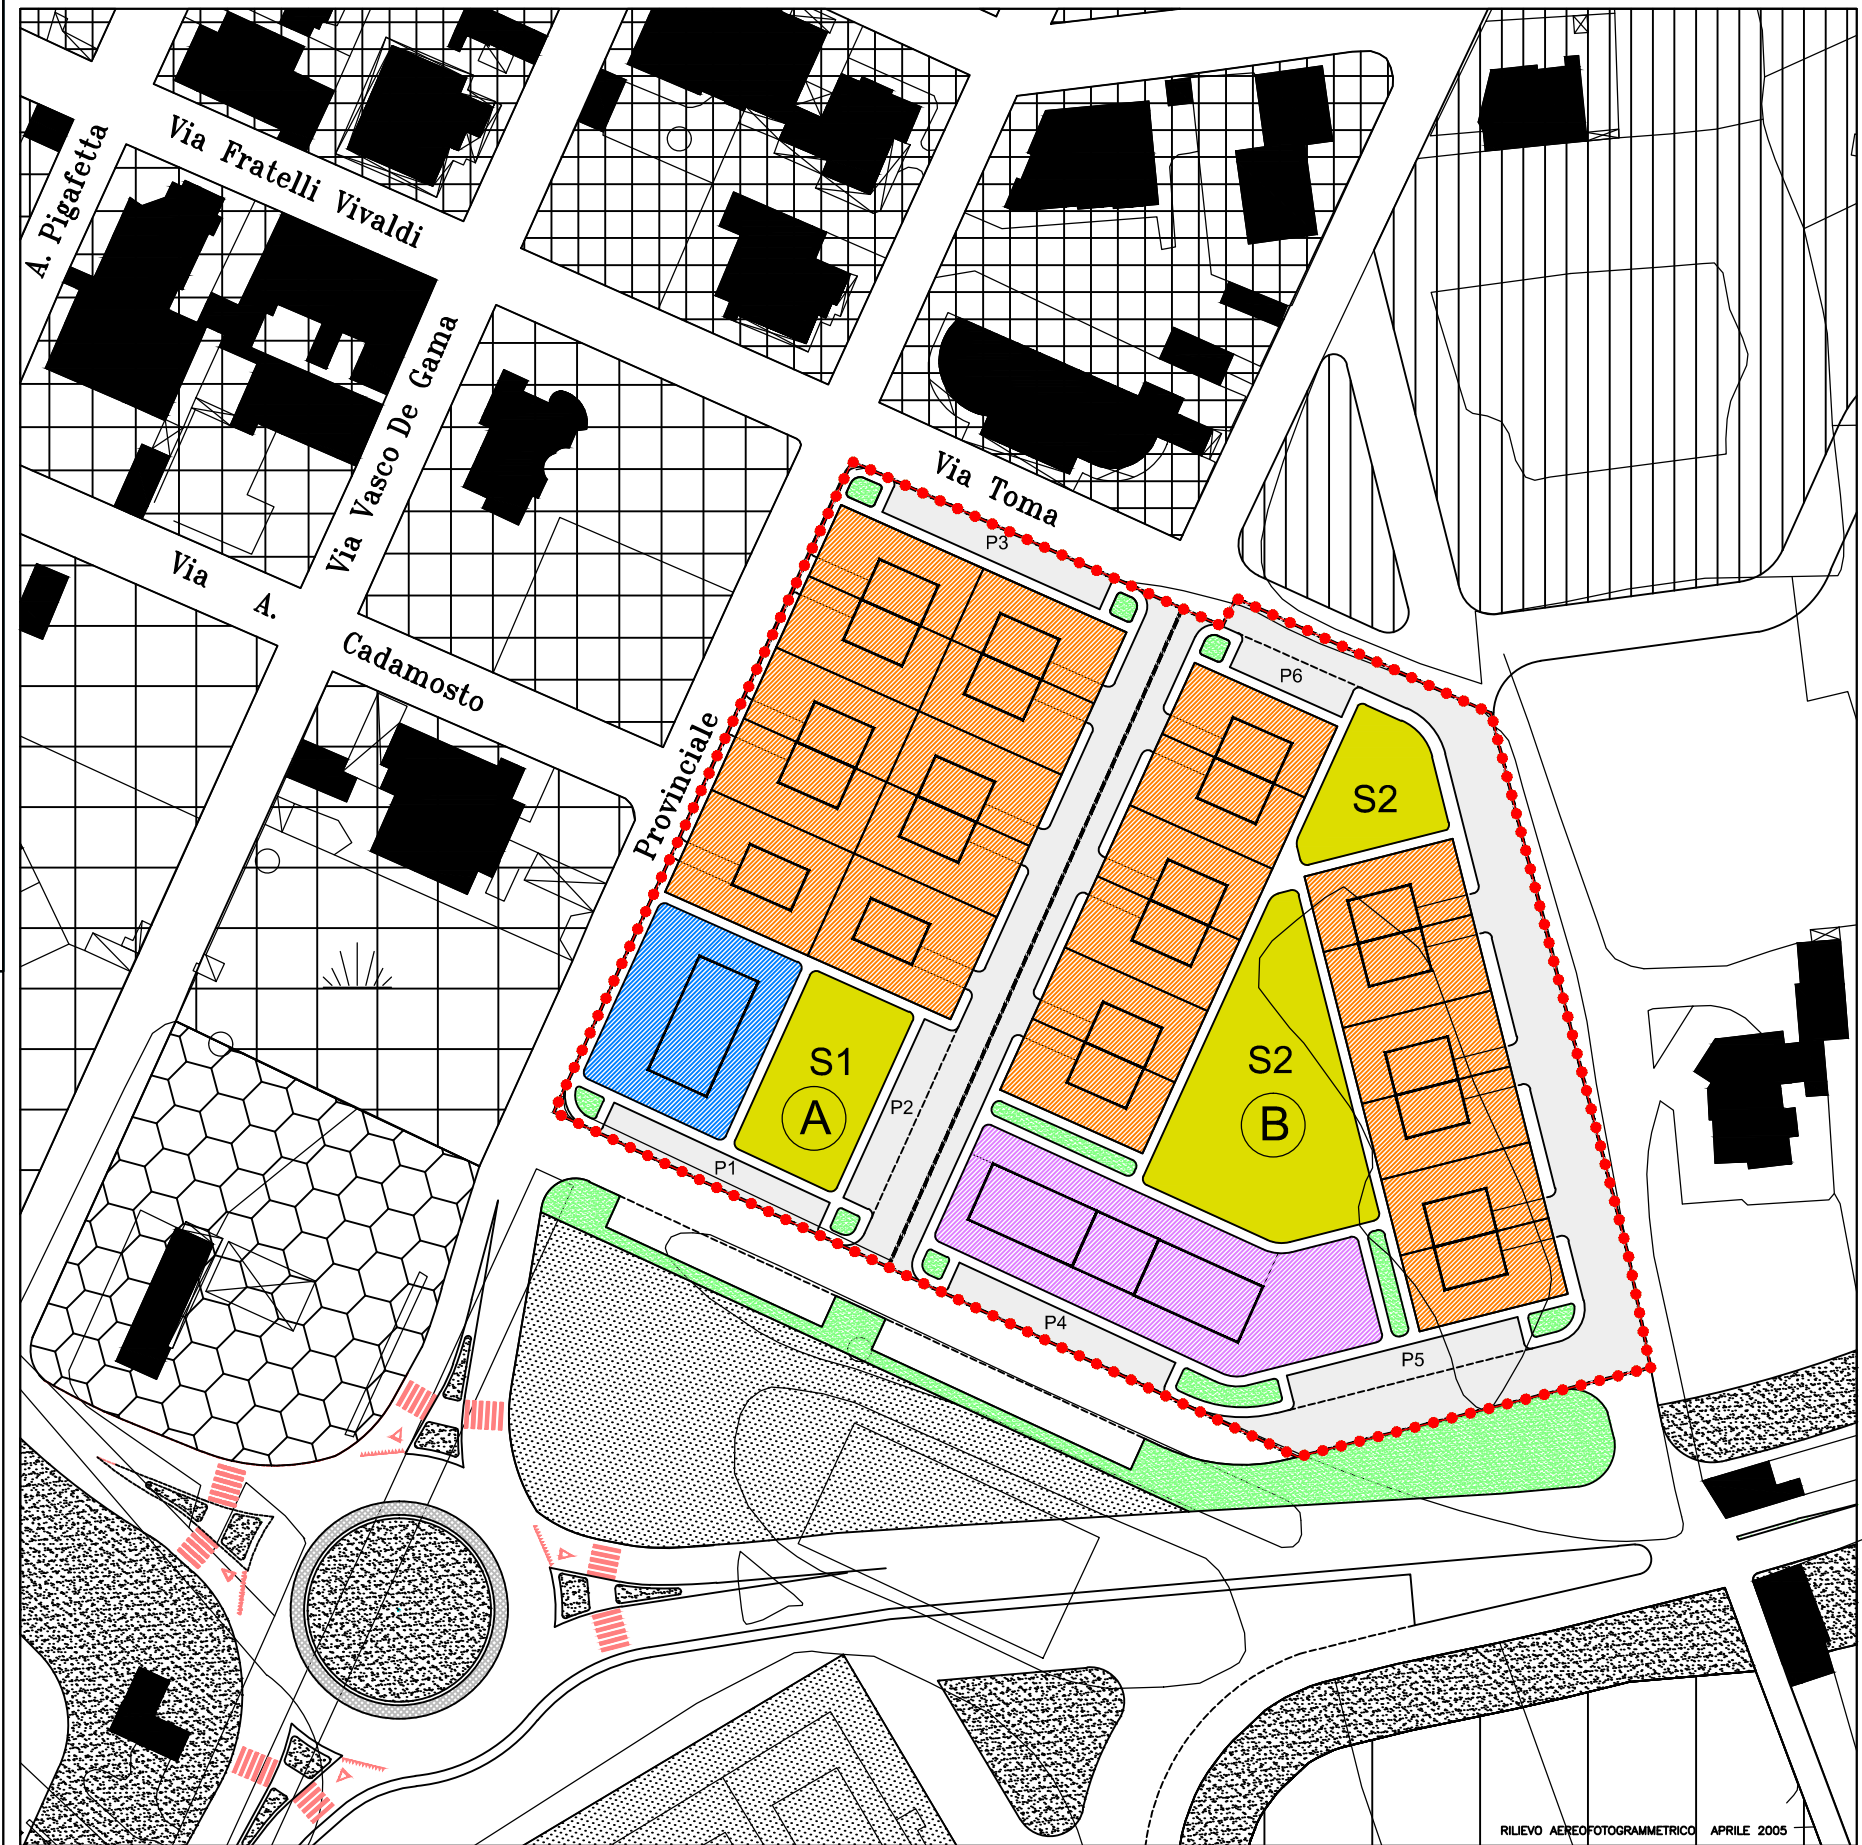 A. Pigafetta
Via Fratelli Vivaldi
Via Vasco De Gama
Via A. Cadamosto
Via Toma
Provinciale
P3
P6
S2
S1
A
P2
P1
S2
B
P4
P5
RILIEVO AEREOFOTOGRAMMETRICO APRILE 2005